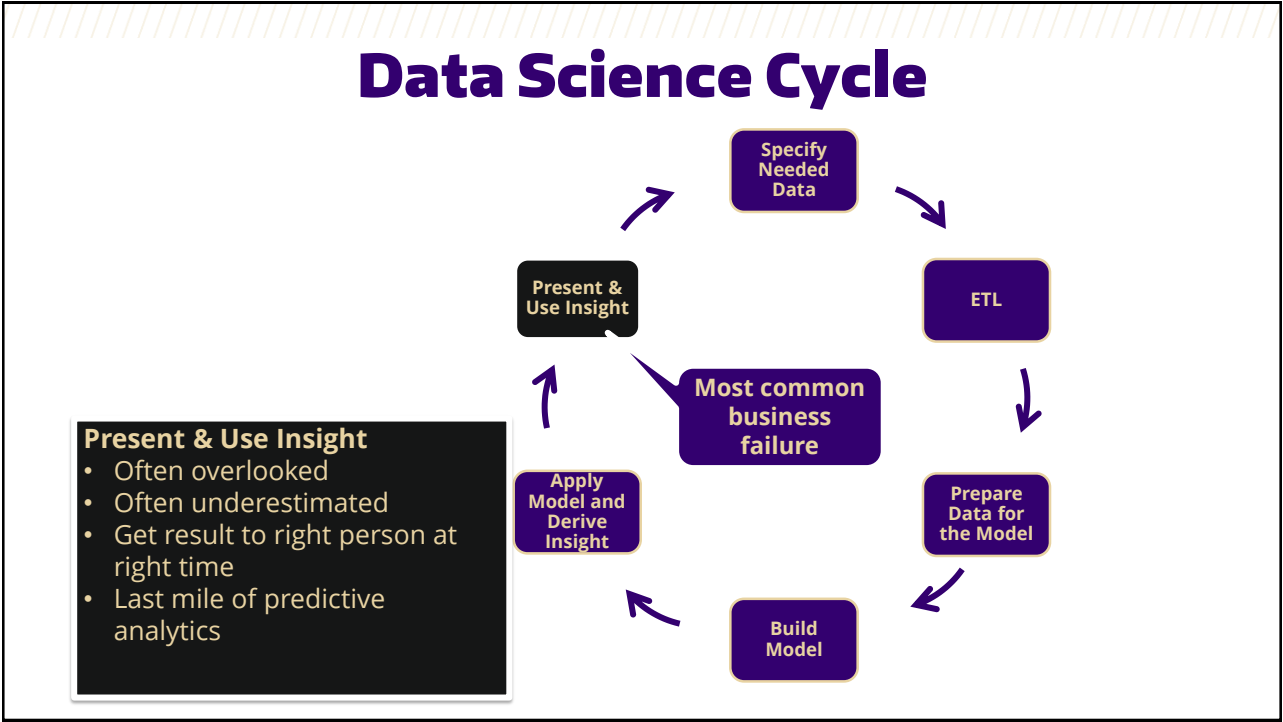 Data Science Cycle
Specify
Needed
Data
ETL
Prepare
Data for
the Model
Build
Model
Apply
Model and
Derive
Insight
Present &
Use Insight
Most common
business
failure
Present & Use Insight
• Often overlooked
• Often underestimated
• Get result to right person at
right time
• Last mile of predictive
analytics